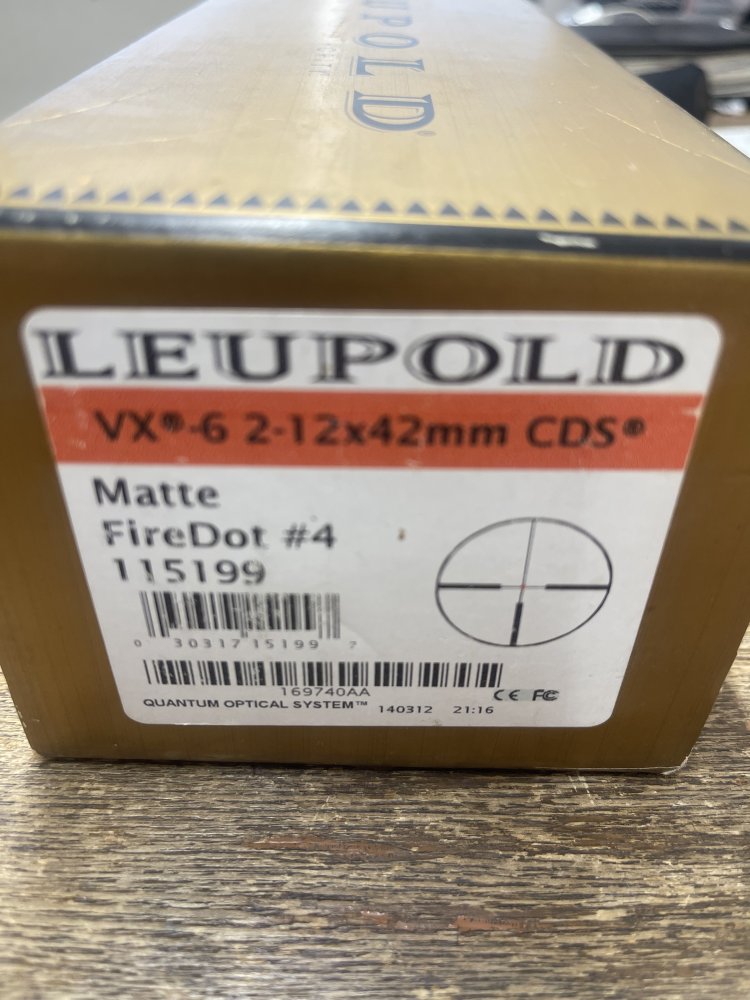 LEUPOLD
LEUPOLD
VX®-6 2-12x42mm CDS®
Matte
FireDot #4
115199
0 30317 15199 7
169740AA
CE FC
QUANTUM OPTICAL SYSTEM™ 140312 21:16